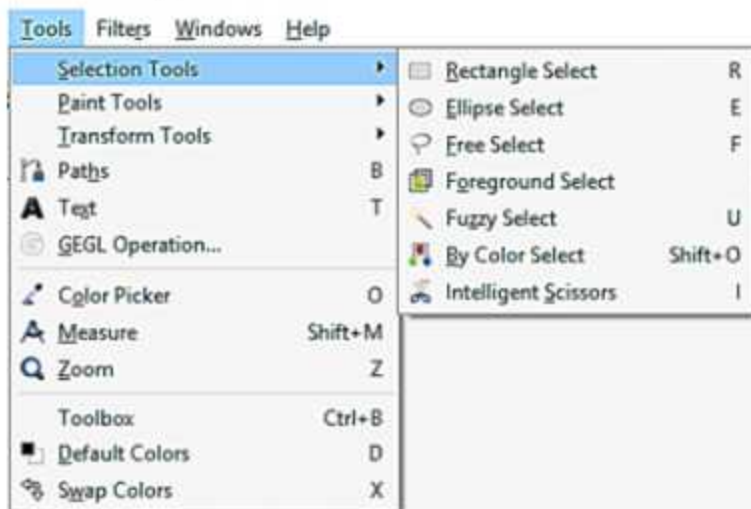 Tools Filters Windows Help
Selection Tools
Paint Tools
Transform Tools
Paths B
Text T
GEGL Operation...
Color Picker O
Measure Shift+M
Zoom Z
Toolbox Ctrl+B
Default Colors D
Swap Colors X
Rectangle Select R
Ellipse Select E
Free Select F
Foreground Select
Fuzzy Select U
By Color Select Shift+O
Intelligent Scissors I